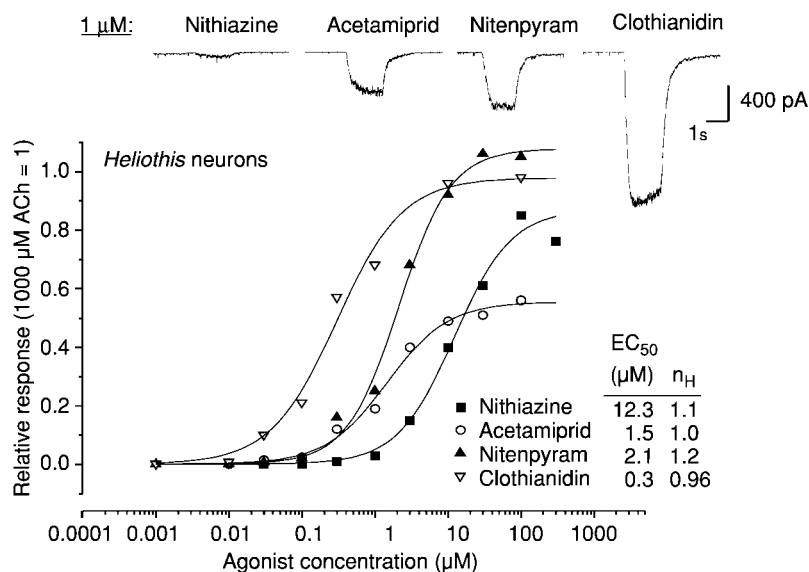 1 µM: Nithiazine Acetamiprid Nitenpyram Clothianidin
400 pA
1s
Heliothis neurons
Relative response (1000 µM ACh = 1)
1.0
0.8
0.6
0.4
0.2
0.0
EC50
(µM) nH
Nithiazine 12.3 1.1
Acetamiprid 1.5 1.0
Nitenpyram 2.1 1.2
Clothianidin 0.3 0.96
0.0001 0.001 0.01 0.1 1 10 100 1000
Agonist concentration (µM)